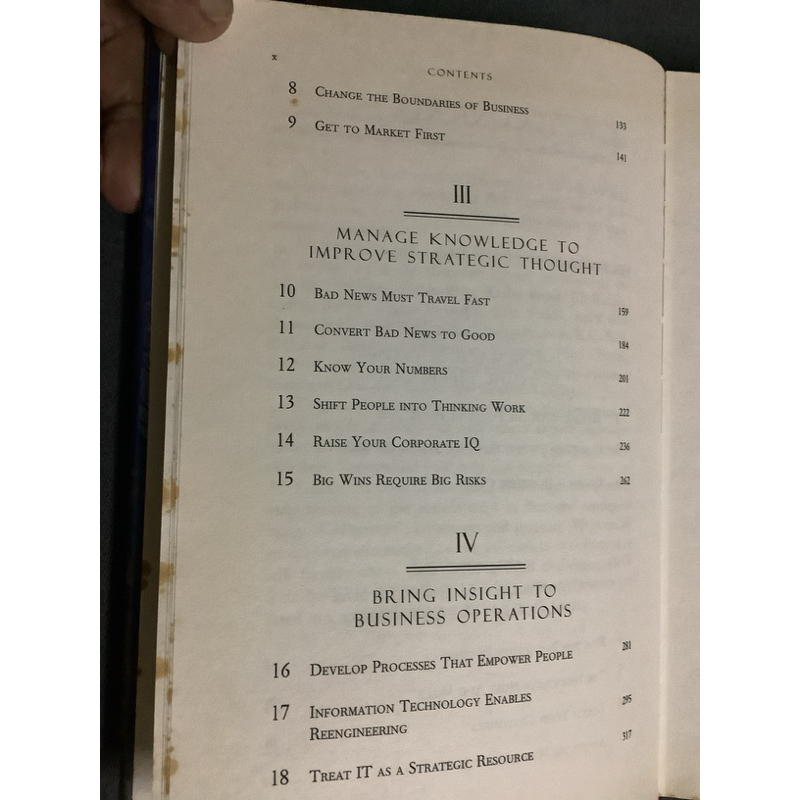 x
CONTENTS
8 Change the Boundaries of Business 133
9 Get to Market First 141
III
MANAGE KNOWLEDGE TO
IMPROVE STRATEGIC THOUGHT
10 Bad News Must Travel Fast 159
11 Convert Bad News to Good 184
12 Know Your Numbers 201
13 Shift People into Thinking Work 222
14 Raise Your Corporate IQ 236
15 Big Wins Require Big Risks 262
IV
BRING INSIGHT TO
BUSINESS OPERATIONS
16 Develop Processes That Empower People 281
17 Information Technology Enables
Reengineering 295
18 Treat IT as a Strategic Resource 317